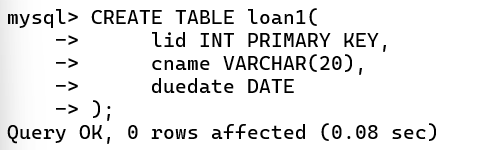 mysql> CREATE TABLE loan1(
    ->      lid INT PRIMARY KEY,
    ->      cname VARCHAR(20),
    ->      duedate DATE
    -> );
Query OK, 0 rows affected (0.08 sec)